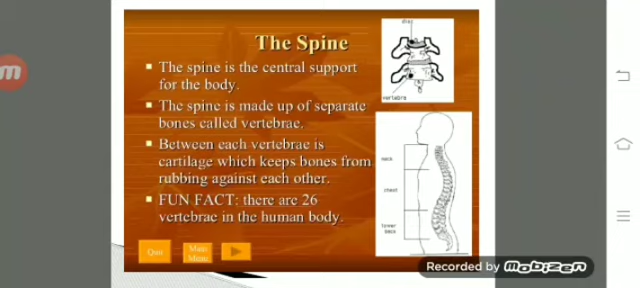 The Spine
The spine is the central support
for the body.
The spine is made up of separate
bones called vertebrae.
Between each vertebrae is
cartilage which keeps bones from
rubbing against each other.
FUN FACT: there are 26
vertebrae in the human body.
disc
vertebra
neck
chest
lower
back
Quit
Main
Menu
Recorded by Mobizen